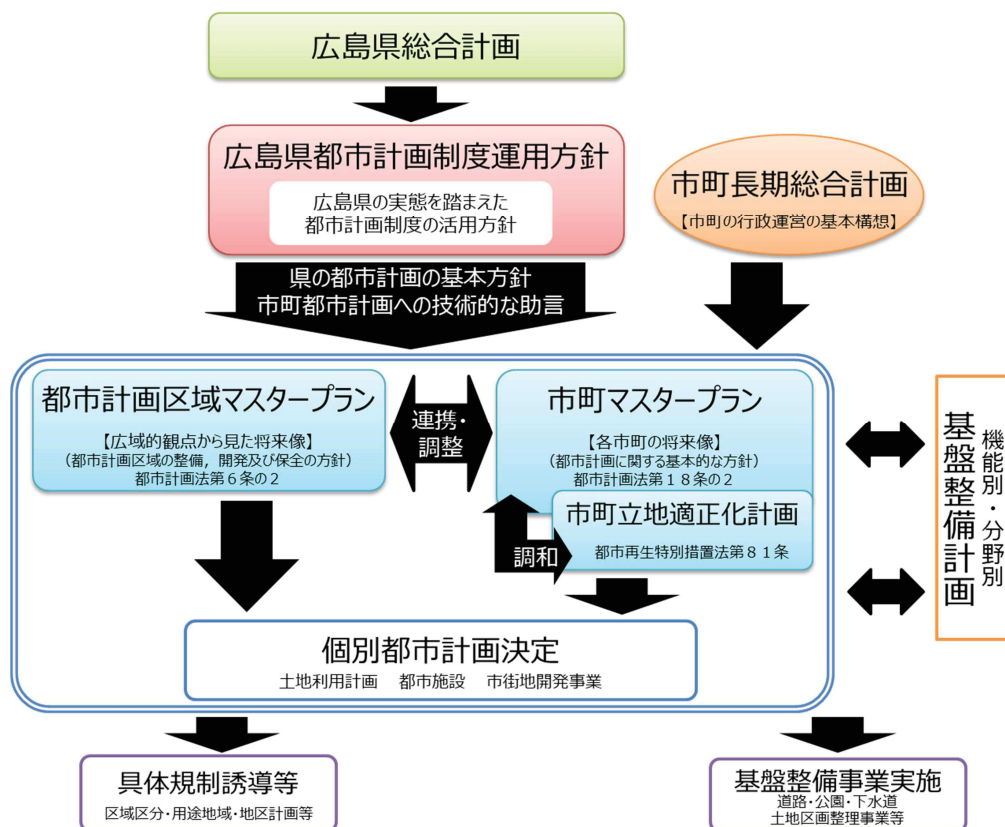 広島県総合計画
広島県都市計画制度運用方針
広島県の実態を踏まえた
都市計画制度の活用方針
市町長期総合計画
【市町の行政運営の基本構想】
県の都市計画の基本方針
市町都市計画への技術的な助言
都市計画区域マスタープラン
【広域的観点から見た将来像】
（都市計画区域の整備，開発及び保全の方針）
都市計画法第６条の２
連携・
調整
市町マスタープラン
【各市町の将来像】
（都市計画に関する基本的な方針）
都市計画法第１８条の２
市町立地適正化計画
都市再生特別措置法第８１条
調和
機能別・分野別
基盤整備計画
個別都市計画決定
土地利用計画　都市施設　市街地開発事業
具体規制誘導等
区域区分・用途地域・地区計画等
基盤整備事業実施
道路・公園・下水道
土地区画整理事業等